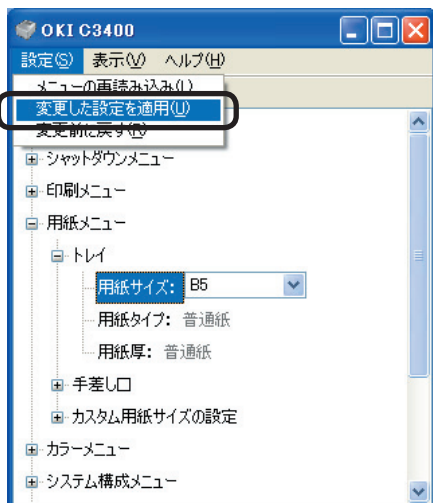 OKI C3400
設定(S) 表示(V) ヘルプ(H)
メニューの再読み込み(L)
変更した設定を適用(U)
変更前に戻す(R)
シャットダウンメニュー
印刷メニュー
用紙メニュー
トレイ
用紙サイズ: B5
用紙タイプ: 普通紙
用紙厚: 普通紙
手差し口
カスタム用紙サイズの設定
カラーメニュー
システム構成メニュー